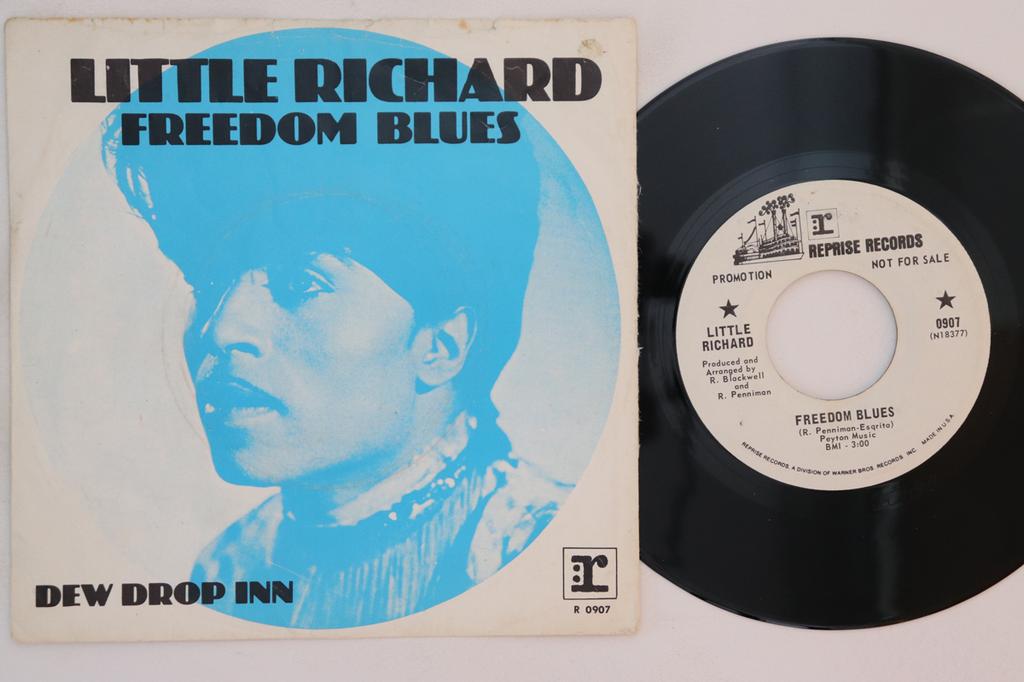 LITTLE RICHARD
FREEDOM BLUES
DEW DROP INN
r
R 0907
r
REPRISE RECORDS
PROMOTION
NOT FOR SALE
LITTLE
RICHARD
Produced and
Arranged by
R. Blackwell
and
R. Penniman
0907
(N18377)
FREEDOM BLUES
(R. Penniman-Esqrita)
Peyton Music
BMI - 3:00
REPRISE RECORDS, A DIVISION OF WARNER BROS. RECORDS INC. MADE IN U.S.A.